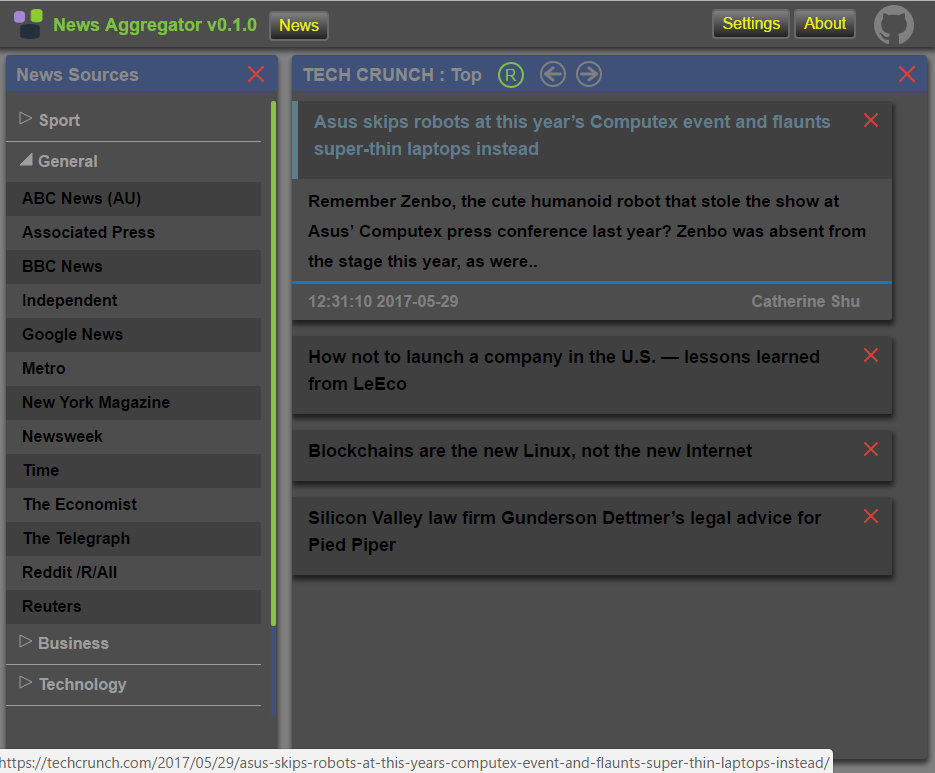 News Aggregator v0.1.0 News Settings About
News Sources
Sport
General
ABC News (AU)
Associated Press
BBC News
Independent
Google News
Metro
New York Magazine
Newsweek
Time
The Economist
The Telegraph
Reddit /R/All
Reuters
Business
Technology
TECH CRUNCH : Top R
Asus skips robots at this year’s Computex event and flaunts
super-thin laptops instead
Remember Zenbo, the cute humanoid robot that stole the show at
Asus’ Computex press conference last year? Zenbo was absent from
the stage this year, as were..
12:31:10 2017-05-29 Catherine Shu
How not to launch a company in the U.S. — lessons learned
from LeEco
Blockchains are the new Linux, not the new Internet
Silicon Valley law firm Gunderson Dettmer’s legal advice for
Pied Piper
https://techcrunch.com/2017/05/29/asus-skips-robots-at-this-years-computex-event-and-flaunts-super-thin-laptops-instead/